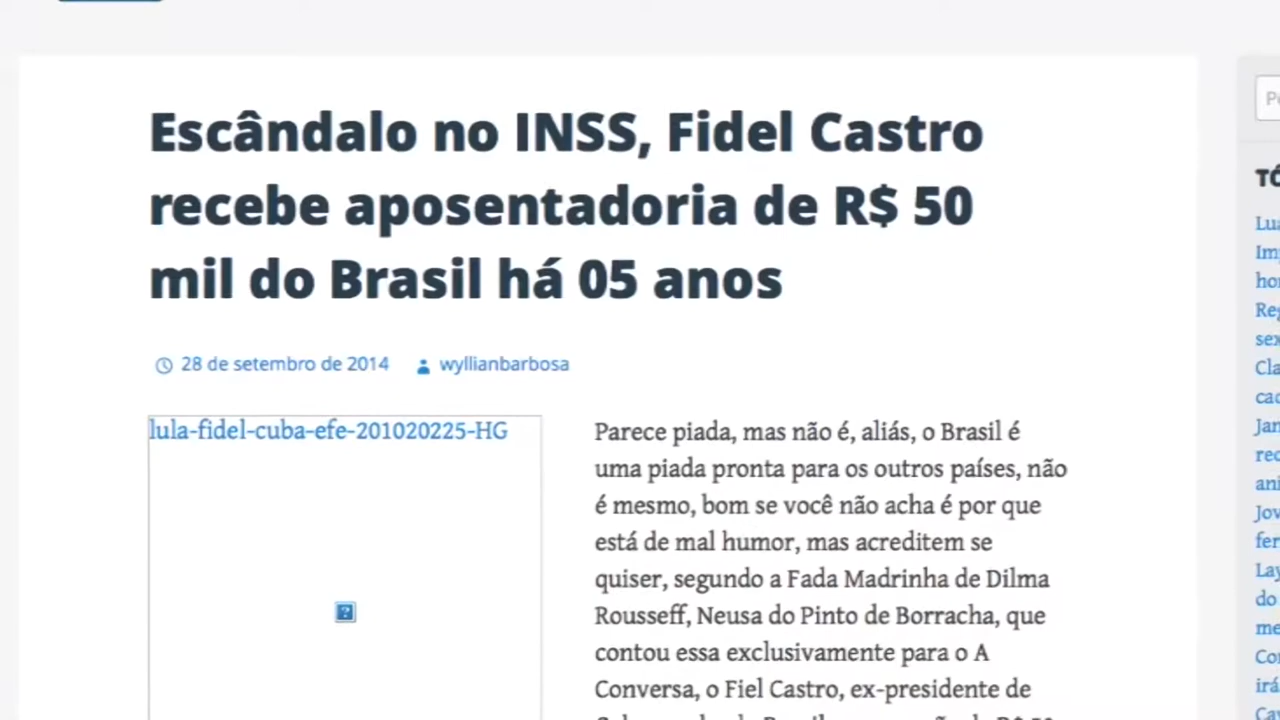 Escândalo no INSS, Fidel Castro
recebe aposentadoria de R$ 50
mil do Brasil há 05 anos
28 de setembro de 2014 wyllianbarbosa
lula-fidel-cuba-efe-201020225-HG
Parece piada, mas não é, aliás, o Brasil é
uma piada pronta para os outros países, não
é mesmo, bom se você não acha é por que
está de mal humor, mas acreditem se
quiser, segundo a Fada Madrinha de Dilma
Rousseff, Neusa do Pinto de Borracha, que
contou essa exclusivamente para o A
Conversa, o Fiel Castro, ex-presidente de